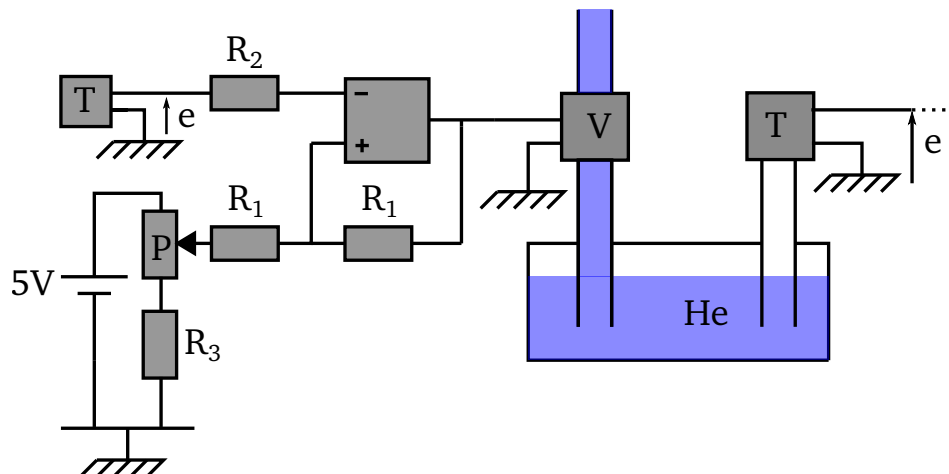 R₂
T
e
−
+
V
T
e
R₁
R₁
P
5V
R₃
He